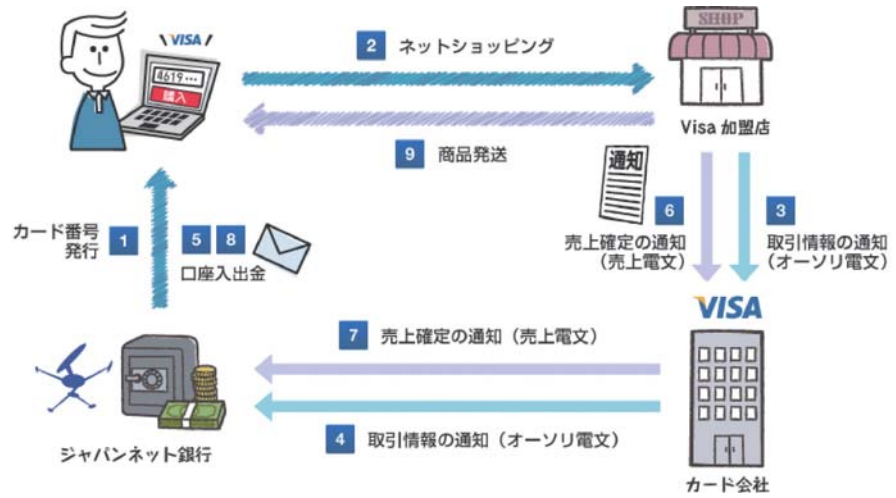 VISA
4619…
購入
2 ネットショッピング
SHOP
Visa 加盟店
9 商品発送
通知
カード番号
発行
1
5 8
口座入出金
6
売上確定の通知
(売上電文)
3
取引情報の通知
(オーソリ電文)
VISA
7 売上確定の通知(売上電文)
4 取引情報の通知(オーソリ電文)
ジャパンネット銀行
カード会社